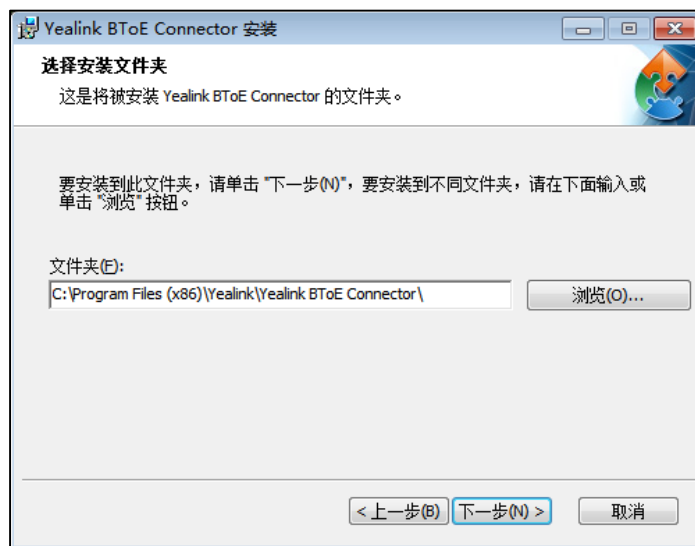 Yealink BToE Connector 安装
选择安装文件夹
这是将被安装 Yealink BToE Connector 的文件夹。
要安装到此文件夹，请单击 "下一步(N)"，要安装到不同文件夹，请在下面输入或
单击 "浏览" 按钮。
文件夹(F):
C:\Program Files (x86)\Yealink\Yealink BToE Connector\
浏览(O)...
< 上一步(B) 下一步(N) > 取消